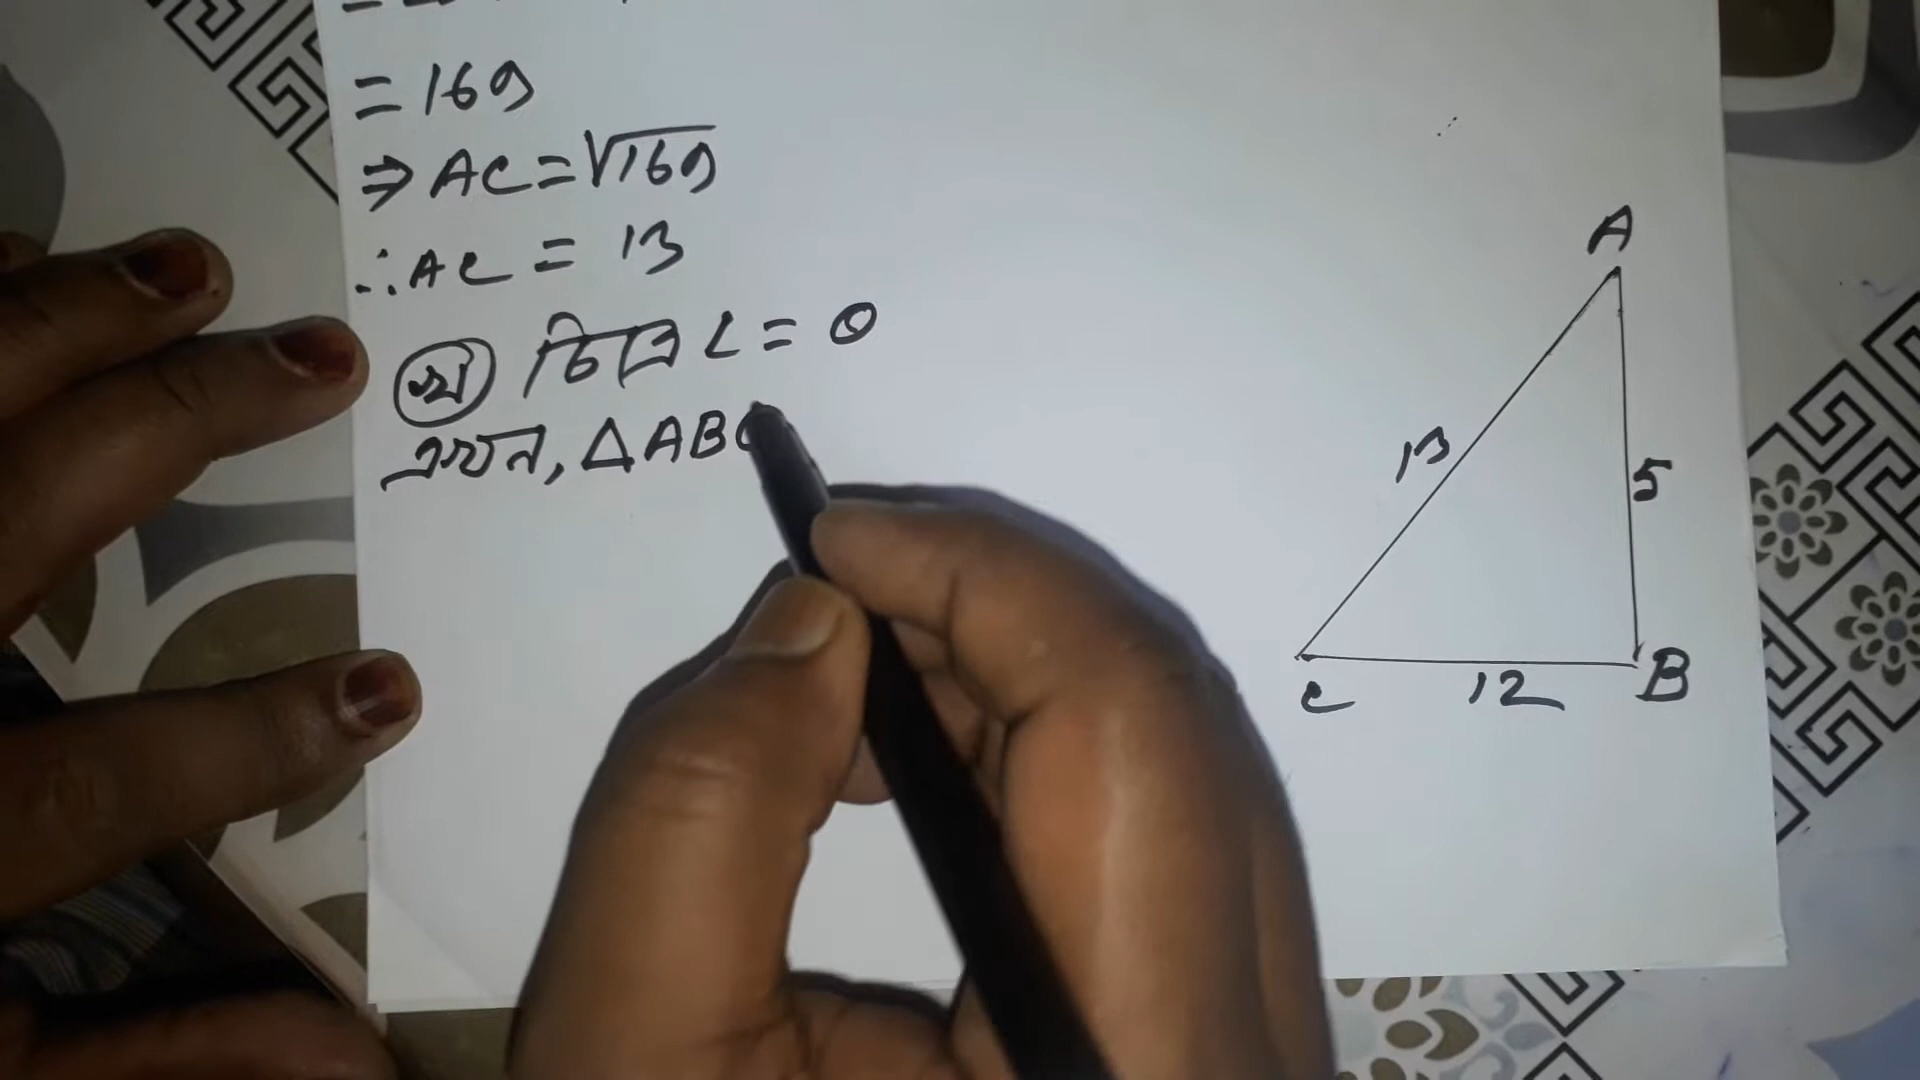 = 169
⇒ AC = √169
∴ AC = 13
(খ) চিত্রে ∠ = θ
এখন, △ABC
A
13
5
C
12
B